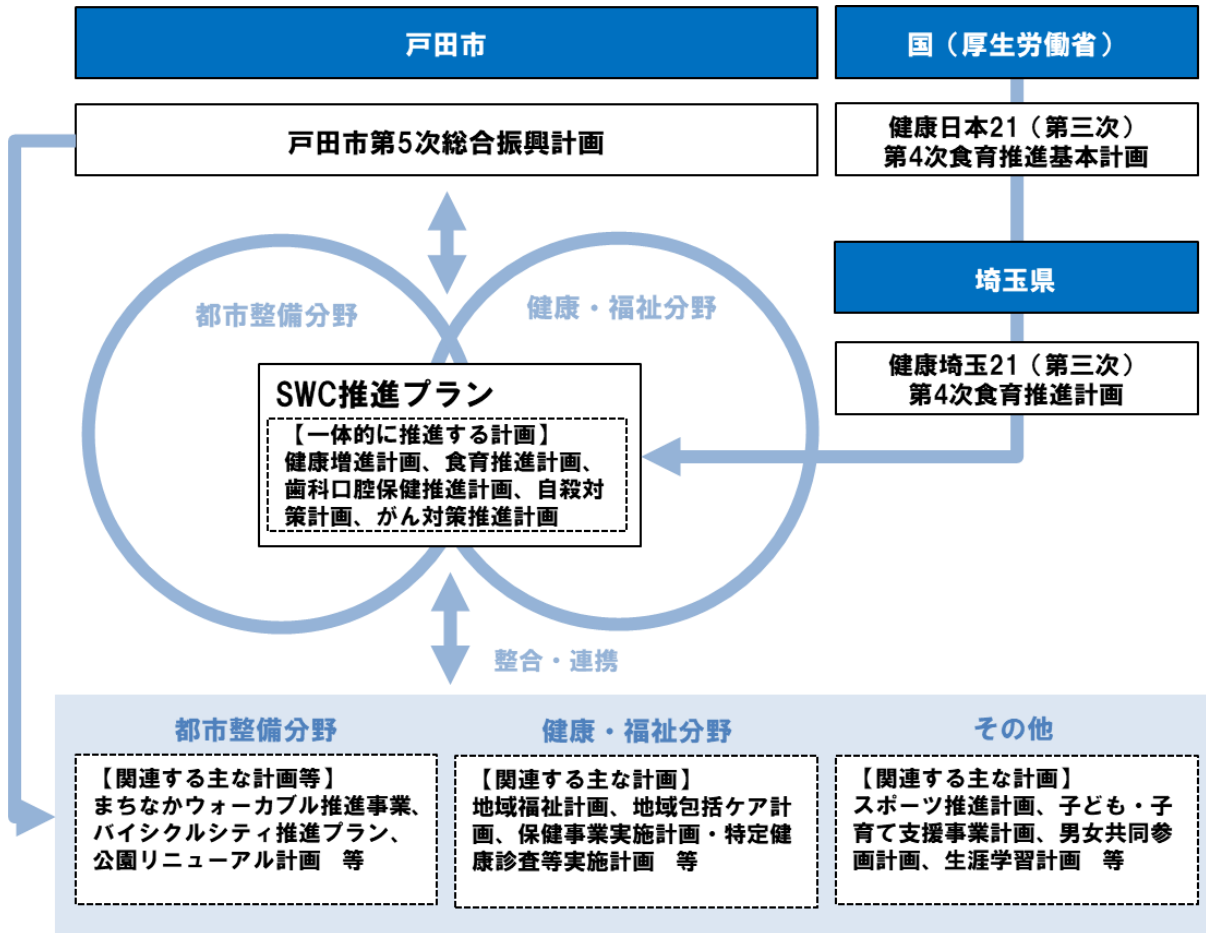 戸田市
国（厚生労働省）
戸田市第5次総合振興計画
健康日本21（第三次）
第4次食育推進基本計画
埼玉県
都市整備分野
健康・福祉分野
健康埼玉21（第三次）
第4次食育推進計画
SWC推進プラン
【一体的に推進する計画】
健康増進計画、食育推進計画、
歯科口腔保健推進計画、自殺対
策計画、がん対策推進計画
整合・連携
都市整備分野
【関連する主な計画等】
まちなかウォーカブル推進事業、
バイシクルシティ推進プラン、
公園リニューアル計画　等
健康・福祉分野
【関連する主な計画】
地域福祉計画、地域包括ケア計
画、保健事業実施計画・特定健
康診査等実施計画　等
その他
【関連する主な計画】
スポーツ推進計画、子ども・子
育て支援事業計画、男女共同参
画計画、生涯学習計画　等